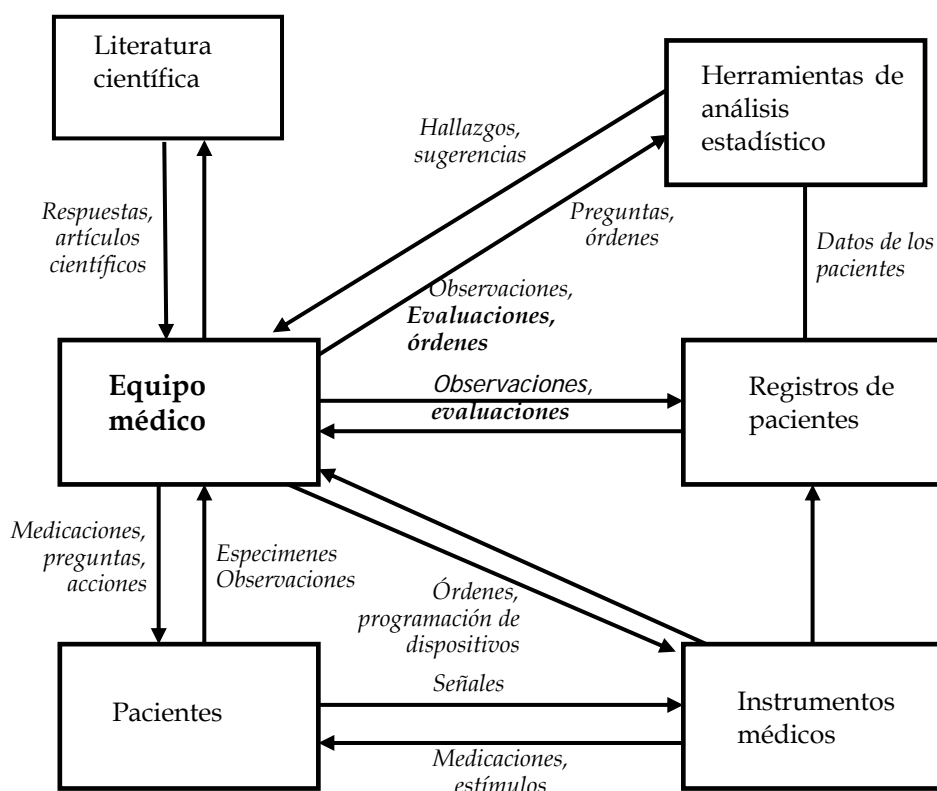 Literatura
científica
Herramientas de
análisis
estadístico
Hallazgos,
sugerencias
Respuestas,
artículos
científicos
Preguntas,
órdenes
Datos de los
pacientes
Observaciones,
Evaluaciones,
órdenes
Equipo
médico
Observaciones,
evaluaciones
Registros de
pacientes
Medicaciones,
preguntas,
acciones
Especimenes
Observaciones
Órdenes,
programación de
dispositivos
Pacientes
Señales
Instrumentos
médicos
Medicaciones,
estímulos